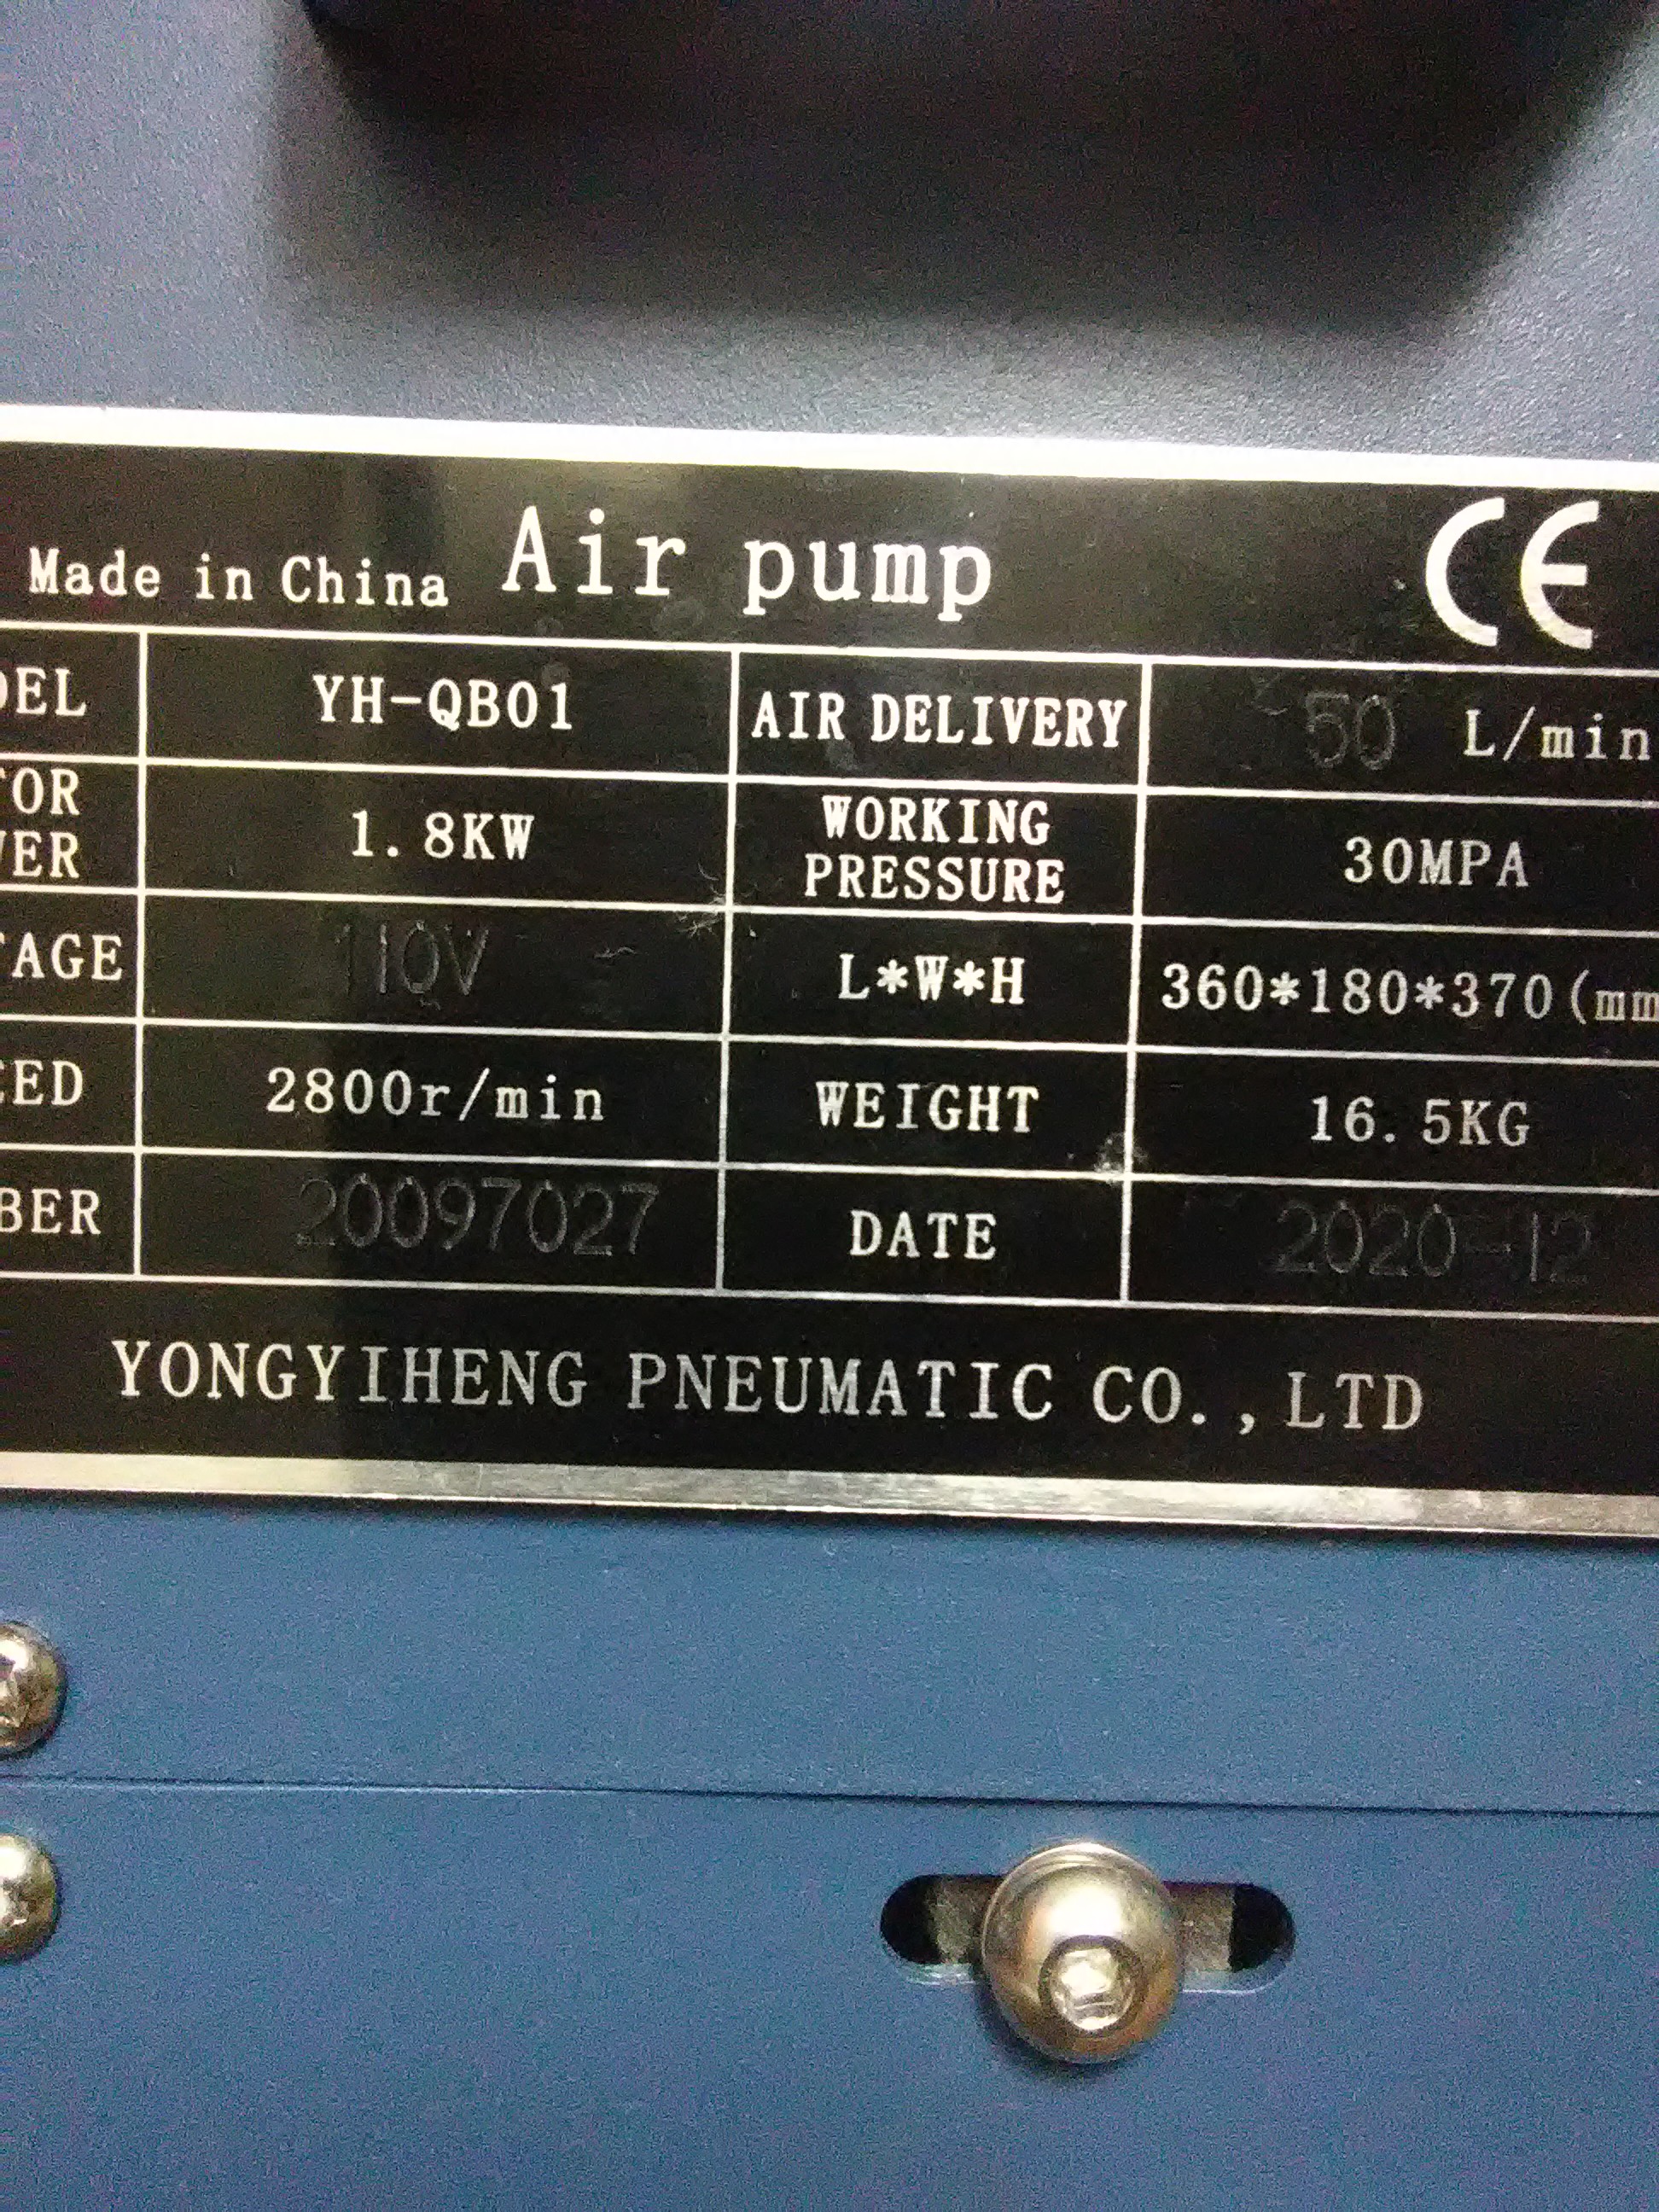 Made in China Air pump CE
DEL YH-QB01 AIR DELIVERY 50 L/min
TOR
WER 1.8KW WORKING
PRESSURE 30MPA
TAGE 110V L*W*H 360*180*370(mm
EED 2800r/min WEIGHT 16.5KG
BER 20097027 DATE 2020-12
YONGYIHENG PNEUMATIC CO.,LTD